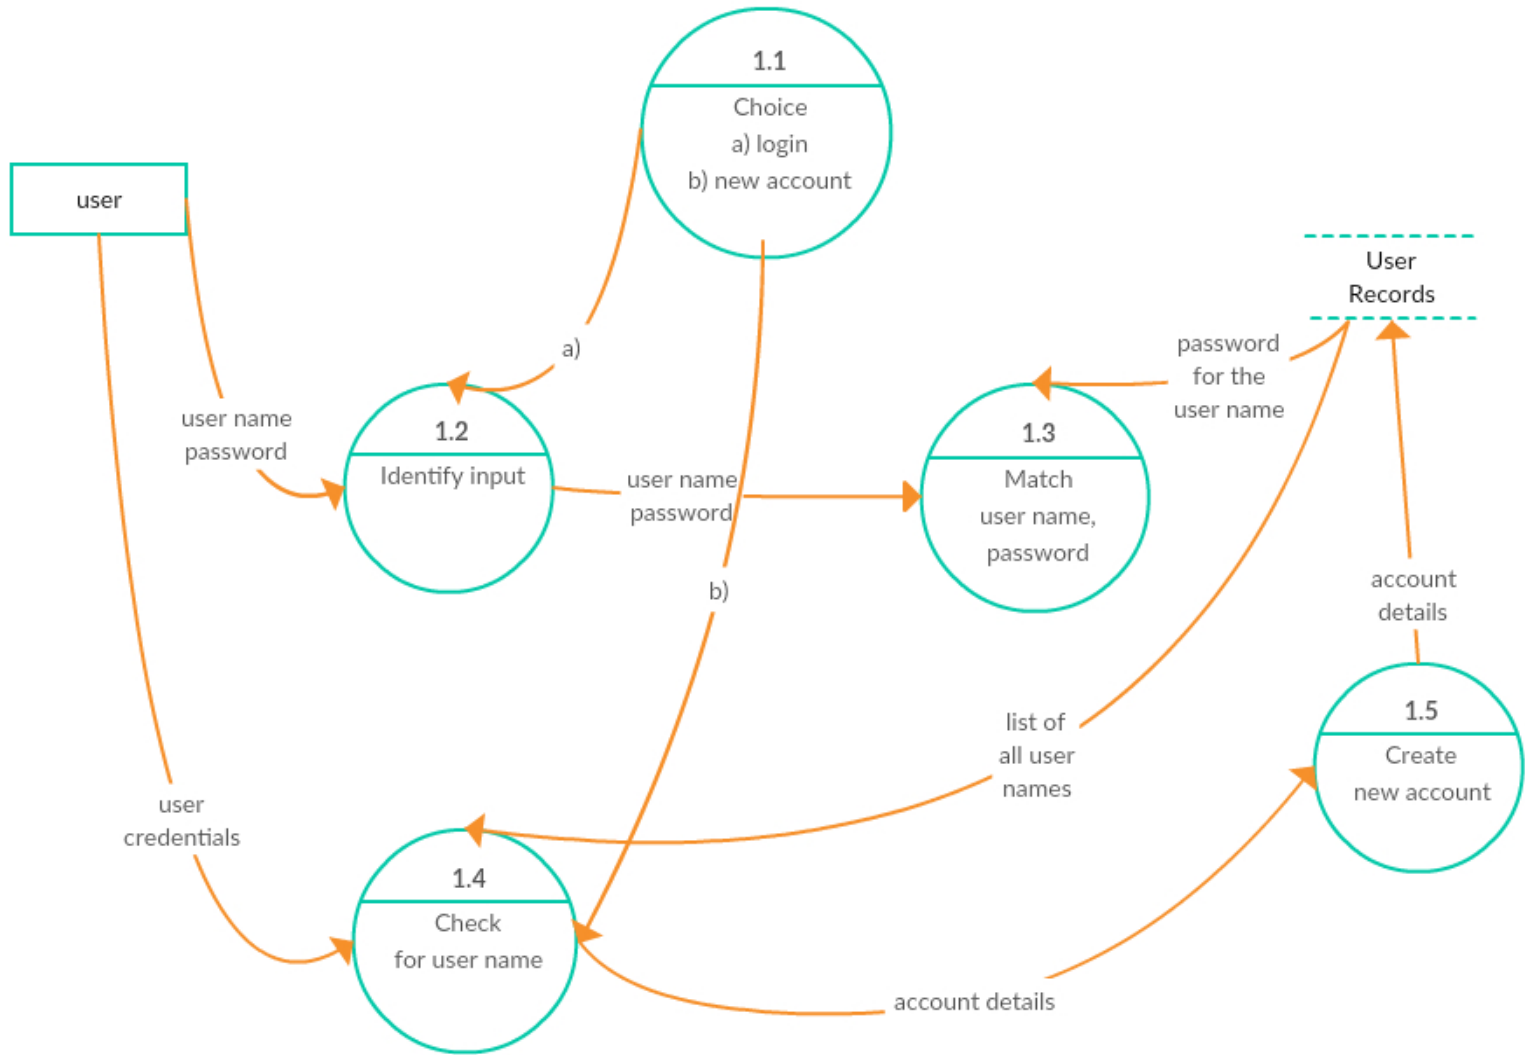 1.1
Choice
a) login
b) new account
user
User
Records
a)
password
for the
user name
user name
password
1.2
Identify input
user name
password
1.3
Match
user name,
password
b)
account
details
list of
all user
names
1.5
Create
new account
user
credentials
1.4
Check
for user name
account details